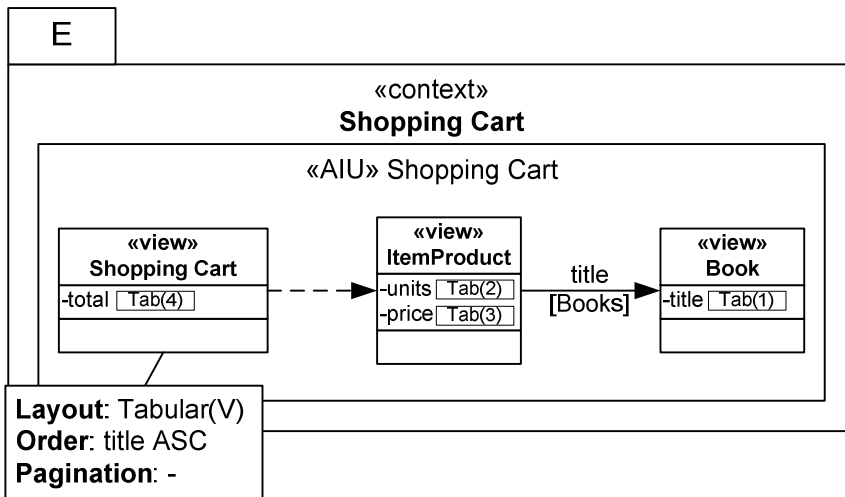 E
«context»
Shopping Cart
«AIU» Shopping Cart
«view»
Shopping Cart
-total Tab(4)
«view»
ItemProduct
-units Tab(2)
-price Tab(3)
title
[Books]
«view»
Book
-title Tab(1)
Layout: Tabular(V)
Order: title ASC
Pagination: -